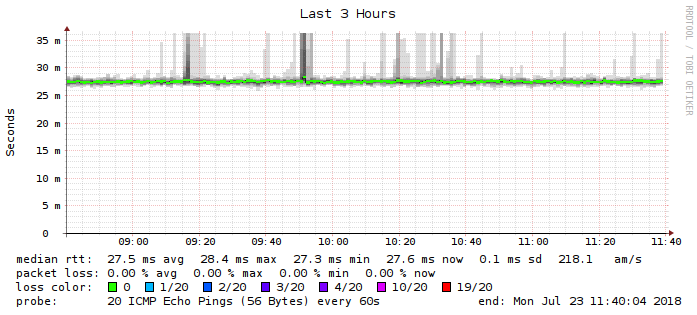 Last 3 Hours
RRDTOOL / TOBI OETIKER
Seconds
35 m
30 m
25 m
20 m
15 m
10 m
5 m
0
09:00 09:20 09:40 10:00 10:20 10:40 11:00 11:20 11:40
median rtt: 27.5 ms avg 28.4 ms max 27.3 ms min 27.6 ms now 0.1 ms sd 218.1 am/s
packet loss: 0.00 % avg 0.00 % max 0.00 % min 0.00 % now
loss color: 0 1/20 2/20 3/20 4/20 10/20 19/20
probe: 20 ICMP Echo Pings (56 Bytes) every 60s end: Mon Jul 23 11:40:04 2018